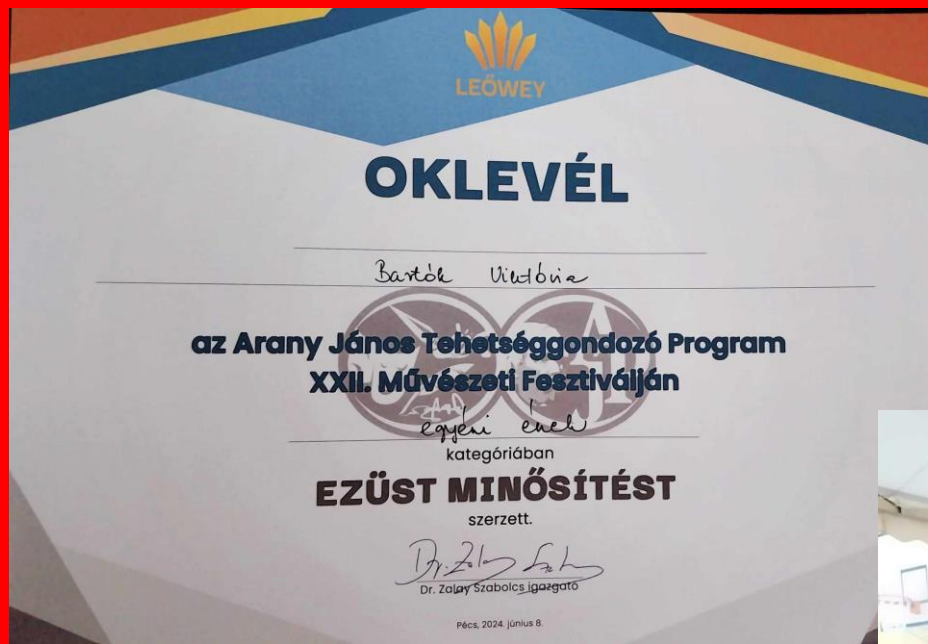 LEŐWEY
OKLEVÉL
Bartók Viktória
az Arany János Tehetséggondozó Program
XXII. Művészeti Fesztiválján
egyéni ének
kategóriában
EZÜST MINŐSÍTÉST
szerzett.
Dr. Zalay Szabolcs igazgató
Pécs, 2024. június 8.